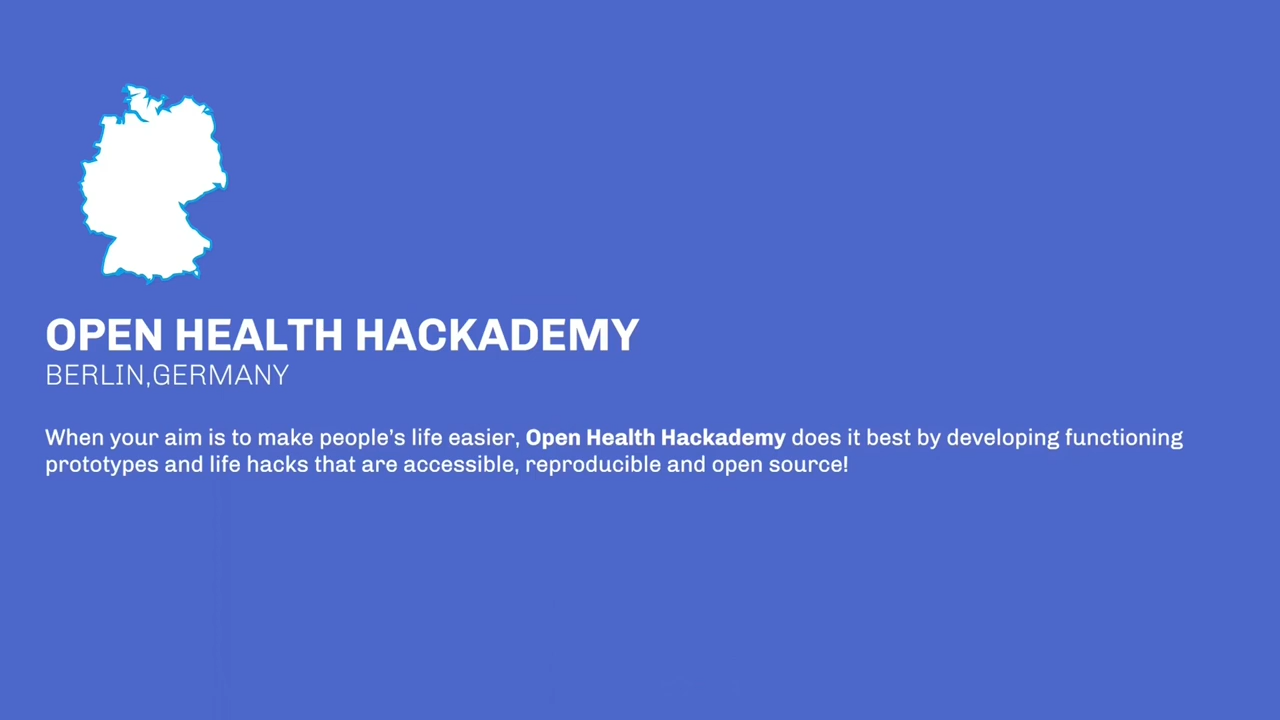 OPEN HEALTH HACKADEMY
BERLIN,GERMANY
When your aim is to make people's life easier, Open Health Hackademy does it best by developing functioning
prototypes and life hacks that are accessible, reproducible and open source!